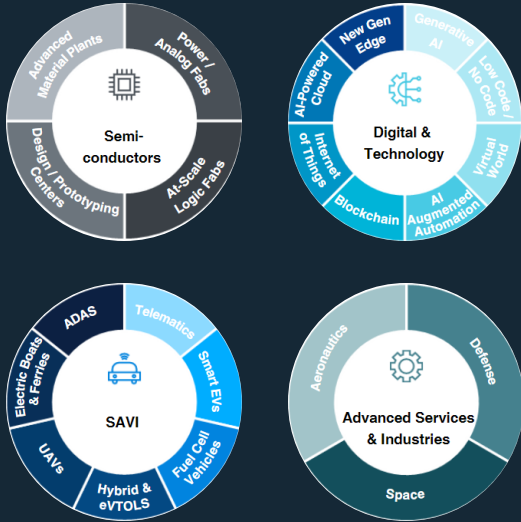 Advanced
Material Plants
Power /
Analog Fabs
Semi-
conductors
Design / Prototyping
Centers
At-Scale
Logic Fabs
New Gen
Edge
Generative
AI
AI-Powered
Cloud
Low Code /
No Code
Digital &
Technology
Internet
of Things
Virtual
World
Blockchain
AI
Augmented
Automation
ADAS
Telematics
Electric Boats
& Ferries
Smart EVs
SAVI
UAVs
Fuel Cell
Vehicles
Hybrid &
eVTOLS
Aeronautics
Defense
Advanced Services
& Industries
Space